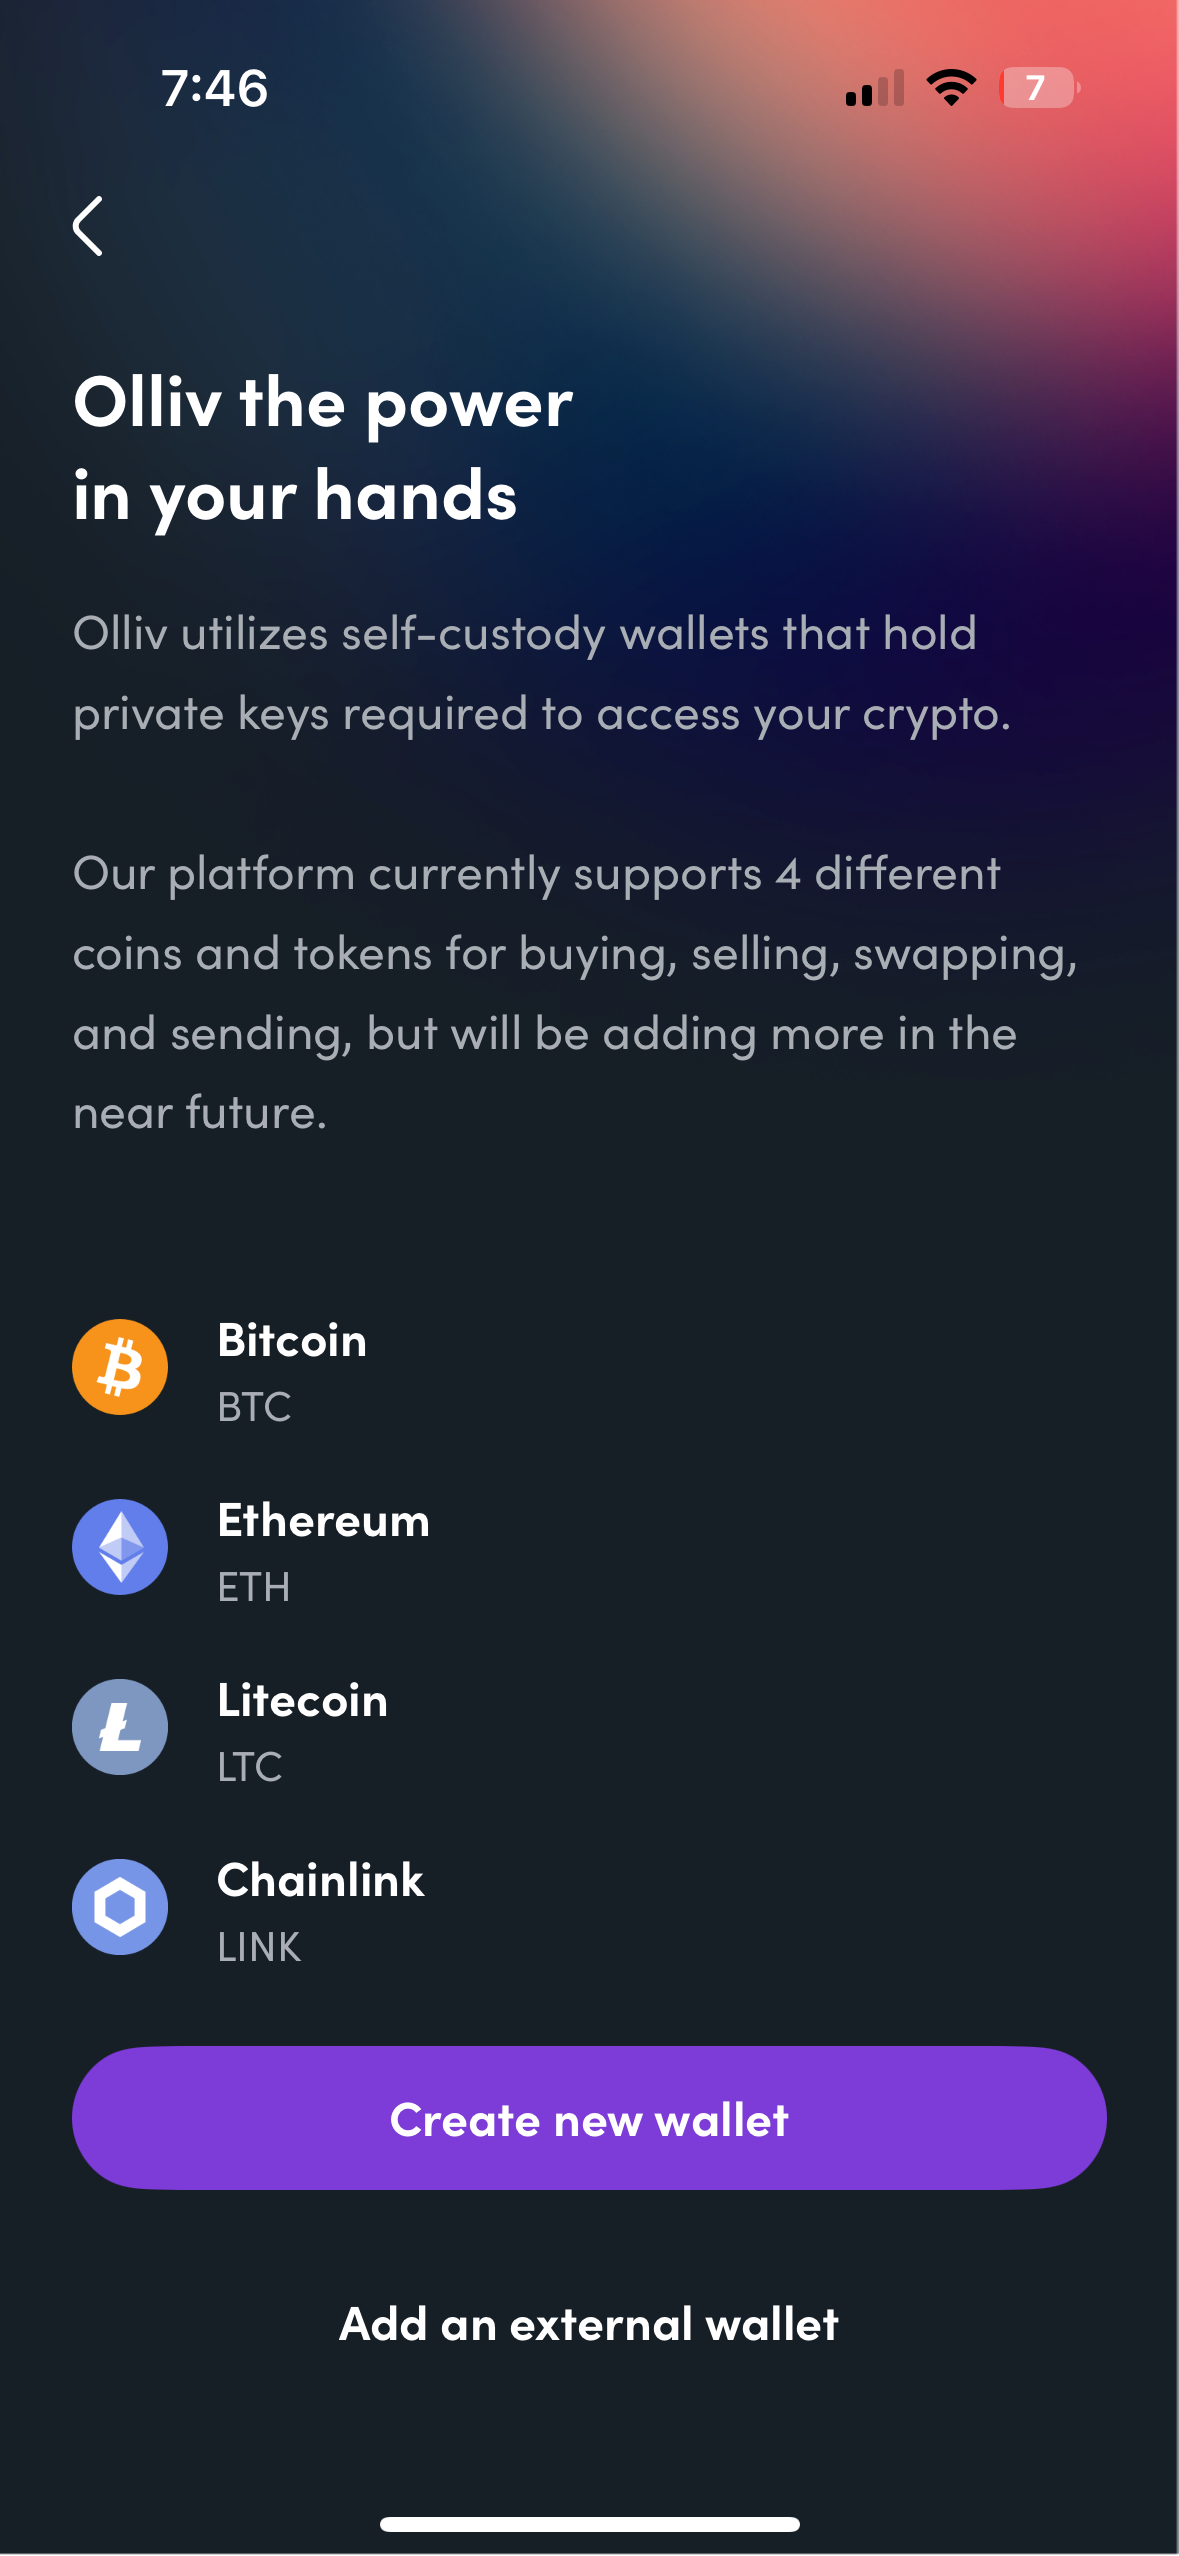 7:46
7
Olliv the power
in your hands
Olliv utilizes self-custody wallets that hold
private keys required to access your crypto.
Our platform currently supports 4 different
coins and tokens for buying, selling, swapping,
and sending, but will be adding more in the
near future.
Bitcoin
BTC
Ethereum
ETH
Litecoin
LTC
Chainlink
LINK
Create new wallet
Add an external wallet